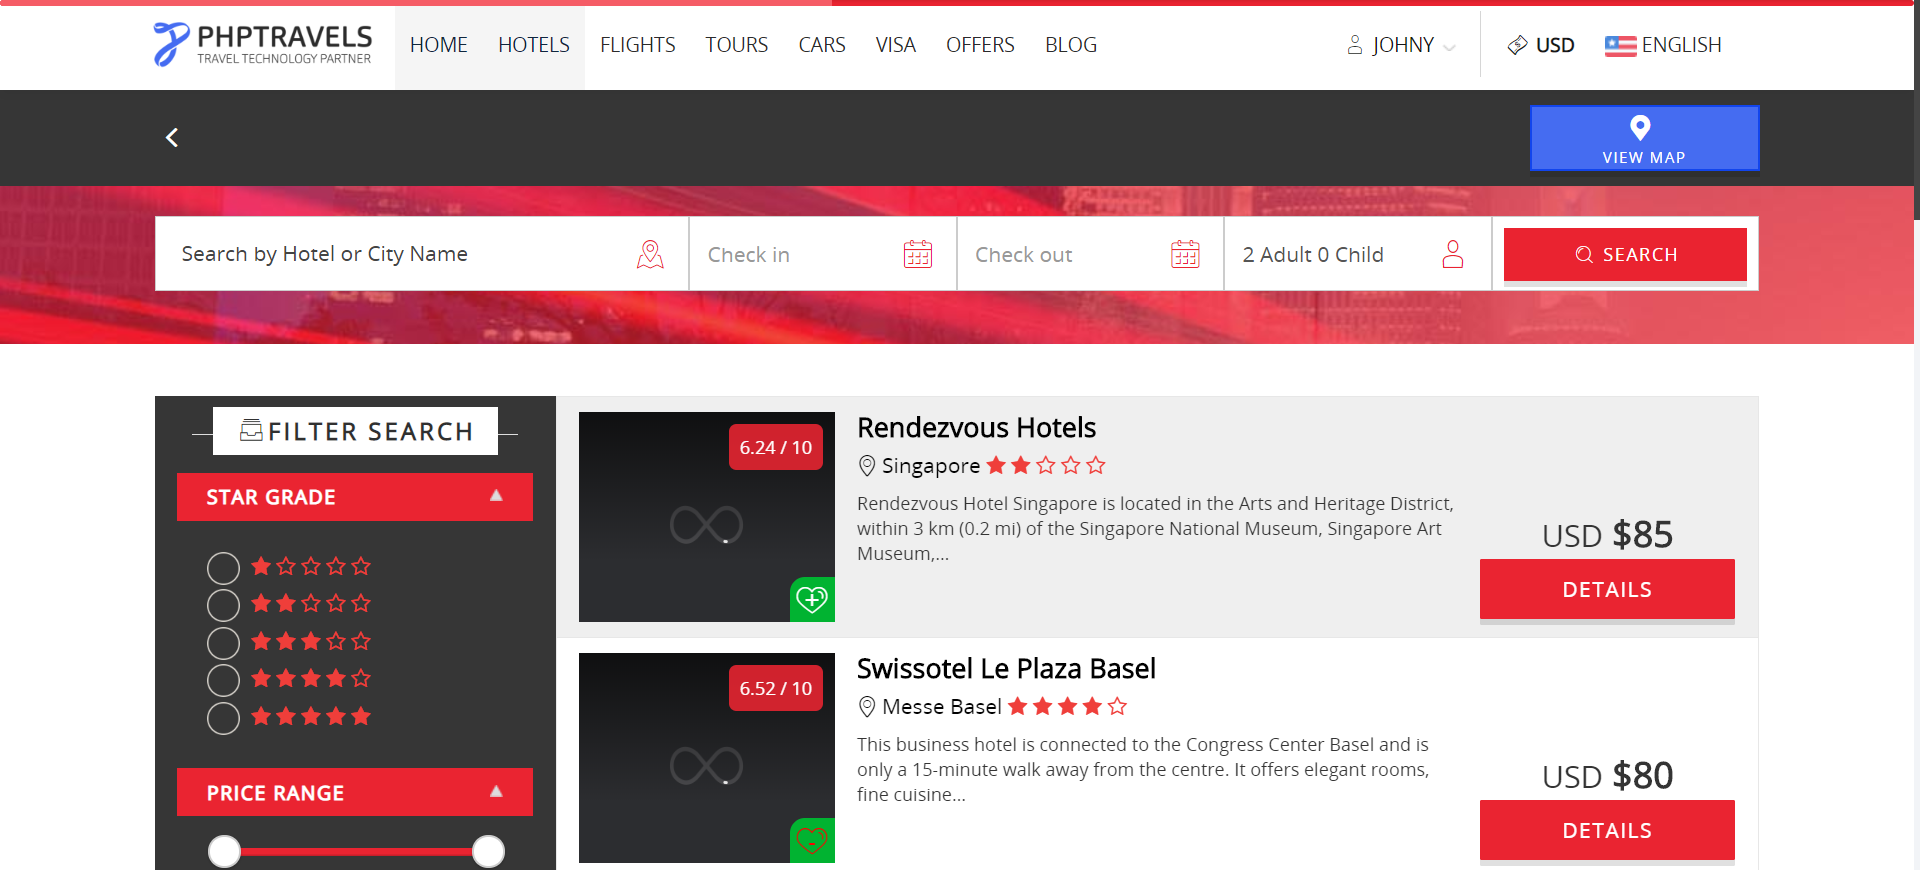 PHPTRAVELS
TRAVEL TECHNOLOGY PARTNER
HOME HOTELS FLIGHTS TOURS CARS VISA OFFERS BLOG JOHNY USD ENGLISH
VIEW MAP
Search by Hotel or City Name Check in Check out 2 Adult 0 Child SEARCH
FILTER SEARCH
STAR GRADE
PRICE RANGE
6.24 / 10
Rendezvous Hotels
Singapore
Rendezvous Hotel Singapore is located in the Arts and Heritage District,
within 3 km (0.2 mi) of the Singapore National Museum, Singapore Art
Museum,...
USD $85
DETAILS
6.52 / 10
Swissotel Le Plaza Basel
Messe Basel
This business hotel is connected to the Congress Center Basel and is
only a 15-minute walk away from the centre. It offers elegant rooms,
fine cuisine...
USD $80
DETAILS